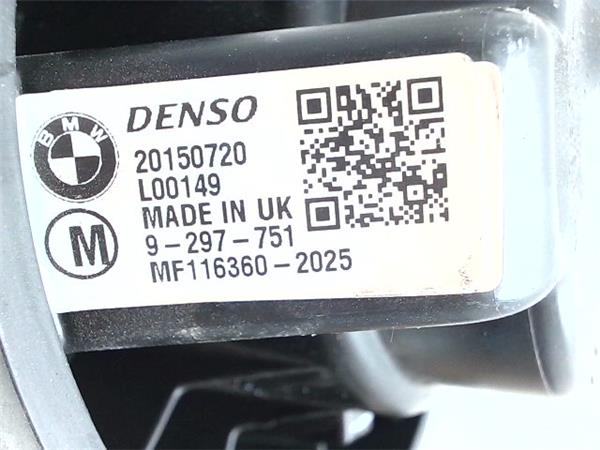 BMW
DENSO
20150720
L00149
MADE IN UK
M
9-297-751
MF116360-2025